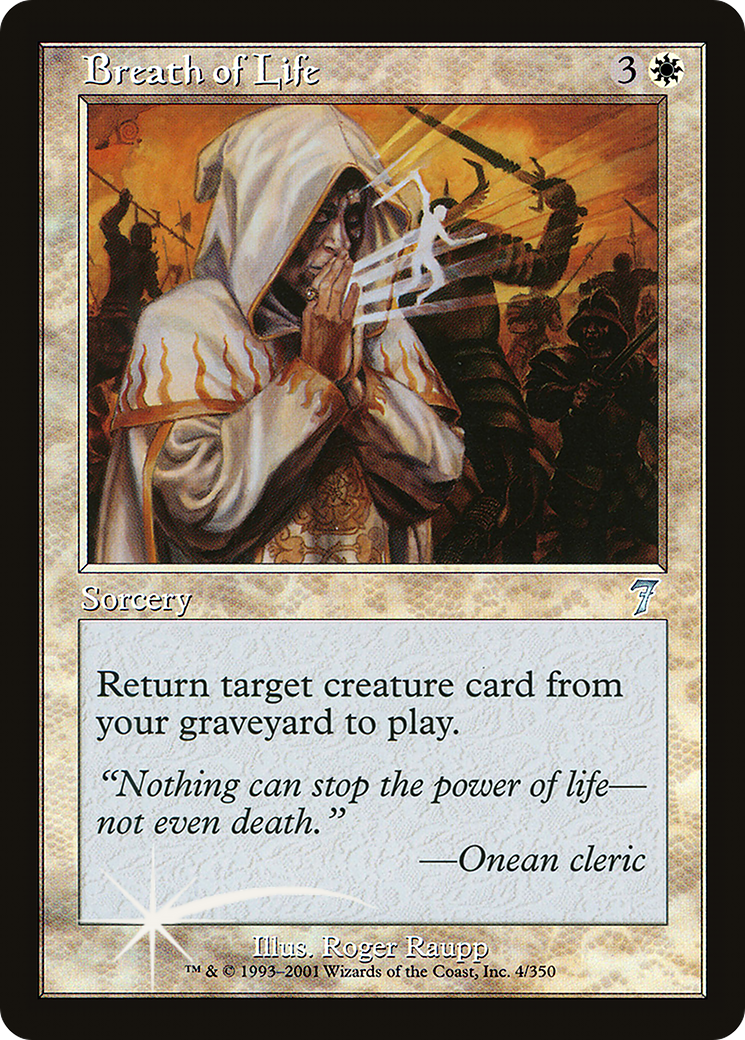 Breath of Life 3
Sorcery 7
Return target creature card from
your graveyard to play.
“Nothing can stop the power of life—
not even death.”
—Onean cleric
Illus. Roger Raupp
™ & © 1993–2001 Wizards of the Coast, Inc. 4/350